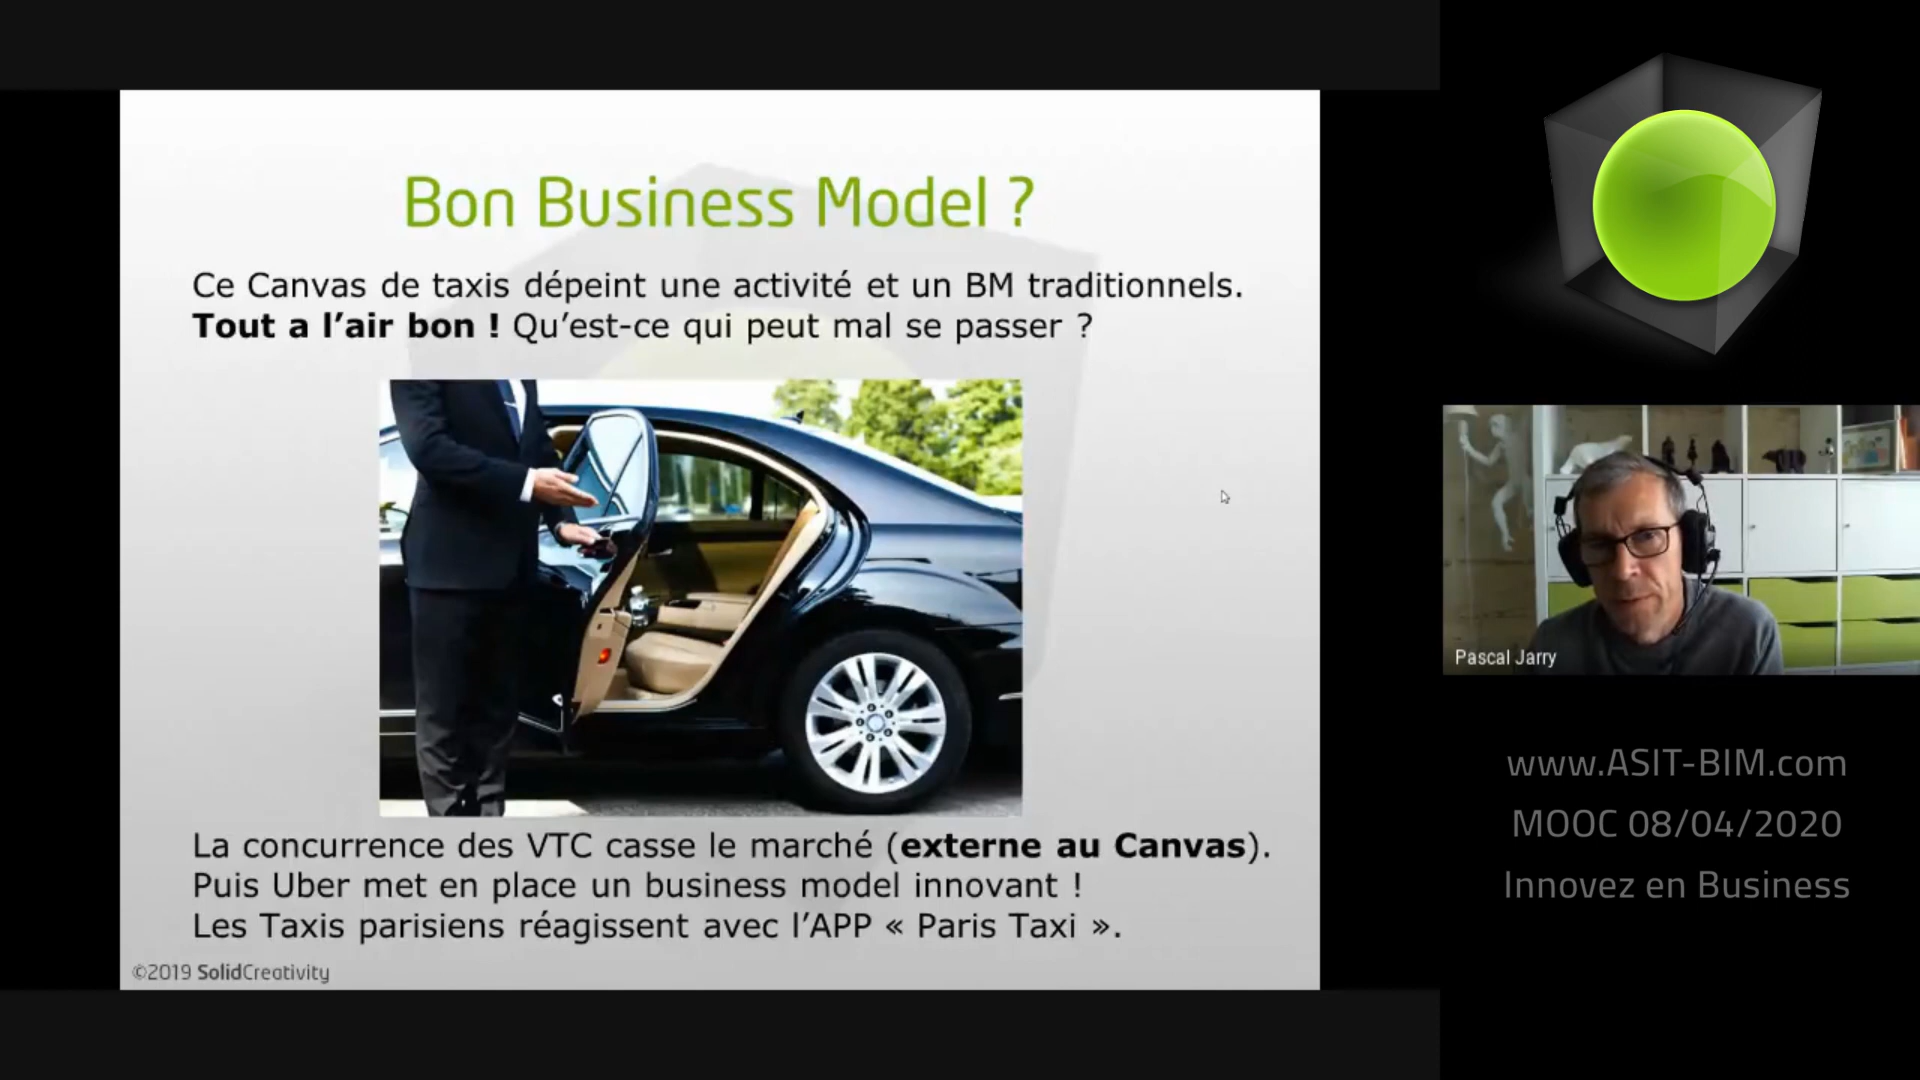 Bon Business Model ?
Ce Canvas de taxis dépeint une activité et un BM traditionnels.
Tout a l’air bon ! Qu’est-ce qui peut mal se passer ?
La concurrence des VTC casse le marché (externe au Canvas).
Puis Uber met en place un business model innovant !
Les Taxis parisiens réagissent avec l’APP « Paris Taxi ».
©2019 SolidCreativity
Pascal Jarry
www.ASIT-BIM.com
MOOC 08/04/2020
Innovez en Business